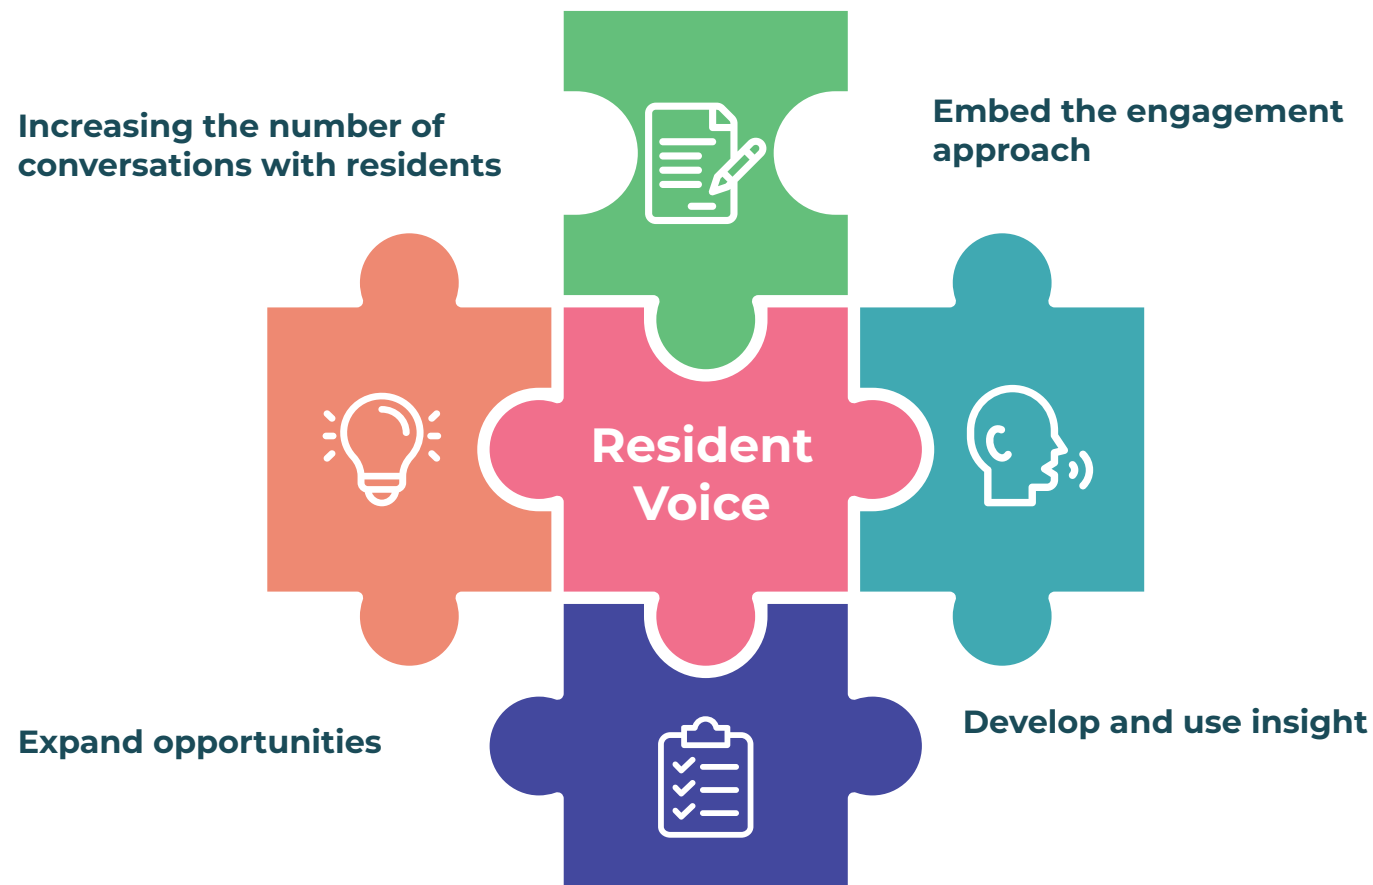 Increasing the number of
conversations with residents
Embed the engagement
approach
Resident
Voice
Expand opportunities
Develop and use insight